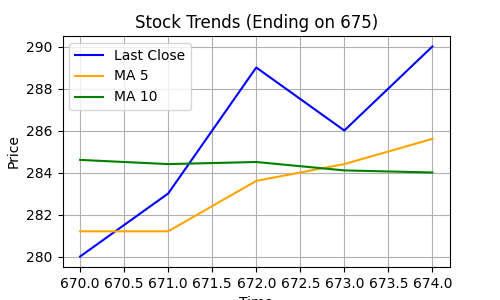 Stock Trends (Ending on 675)
Last Close
MA 5
MA 10
Price
290
288
286
284
282
280
670.0 670.5 671.0 671.5 672.0 672.5 673.0 673.5 674.0
Time